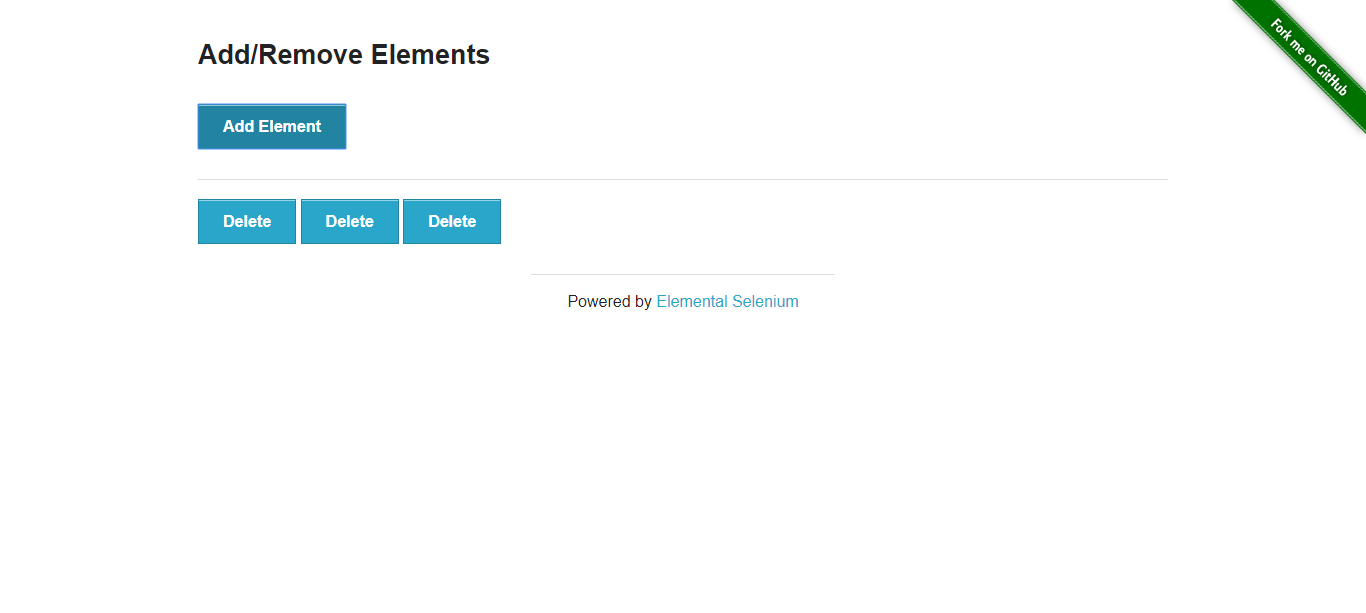 Add/Remove Elements
Fork me on GitHub
Add Element
Delete Delete Delete
Powered by Elemental Selenium